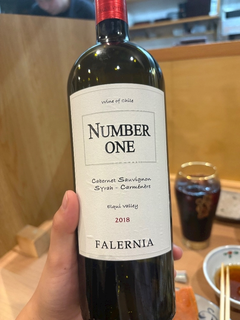 Wine of Chile
NUMBER
ONE
Cabernet Sauvignon
Syrah - Carménère
Elqui Valley
2018
FALERNIA